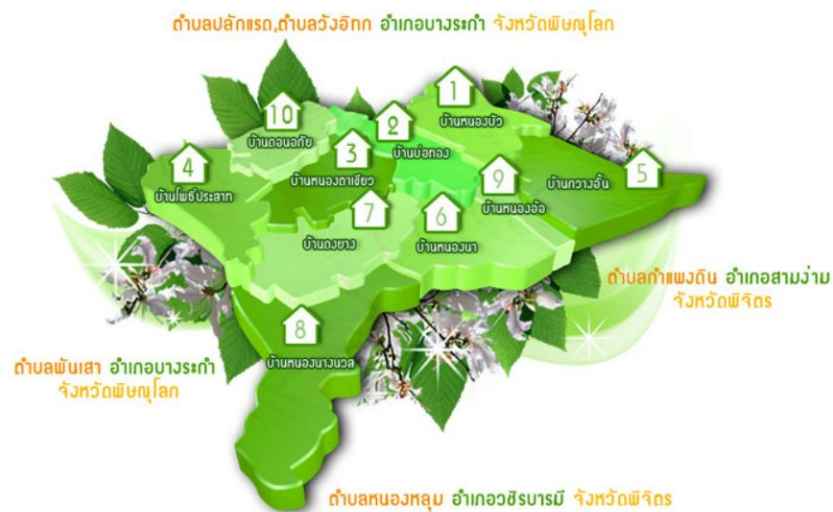 ตำบลปลักแรด,ตำบลวังอิทก อำเภอบางระกำ จังหวัดพิษณุโลก
1
บ้านหนองบัว
10
บ้านดอนอภัย
2
บ้านบ่อทอง
3
บ้านหนองตาเขียว
4
บ้านโพธิ์ประสาท
5
บ้านกวางอั้น
9
บ้านหนองอ้อ
7
บ้านดงยาง
6
บ้านหนองนา
8
บ้านหนองนางนวล
ตำบลกำแพงดิน อำเภอสามง่าม
จังหวัดพิจิตร
ตำบลพันเสา อำเภอบางระกำ
จังหวัดพิษณุโลก
ตำบลหนองหลุม อำเภอวชิรบารมี จังหวัดพิจิตร